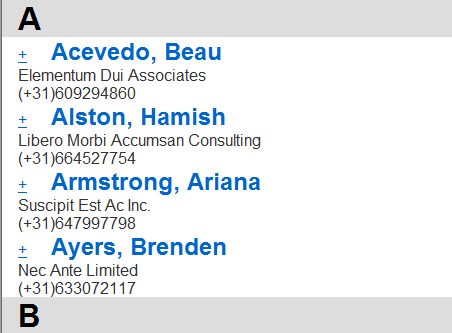 A
+ Acevedo, Beau
Elementum Dui Associates
(+31)609294860
+ Alston, Hamish
Libero Morbi Accumsan Consulting
(+31)664527754
+ Armstrong, Ariana
Suscipit Est Ac Inc.
(+31)647997798
+ Ayers, Brenden
Nec Ante Limited
(+31)633072117
B